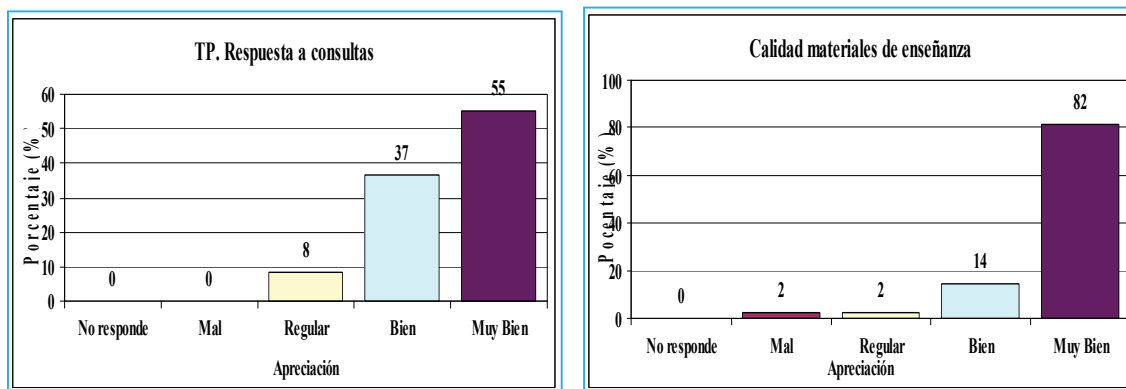 TP. Respuesta a consultas
Porcentaje (% )
60
50
40
30
20
10
0
0
0
8
37
55
No responde Mal Regular Bien Muy Bien
Apreciación
Calidad materiales de enseñanza
Pocentaje (% )
100
80
60
40
20
0
0
2
2
14
82
No responde Mal Regular Bien Muy Bien
Apreciación